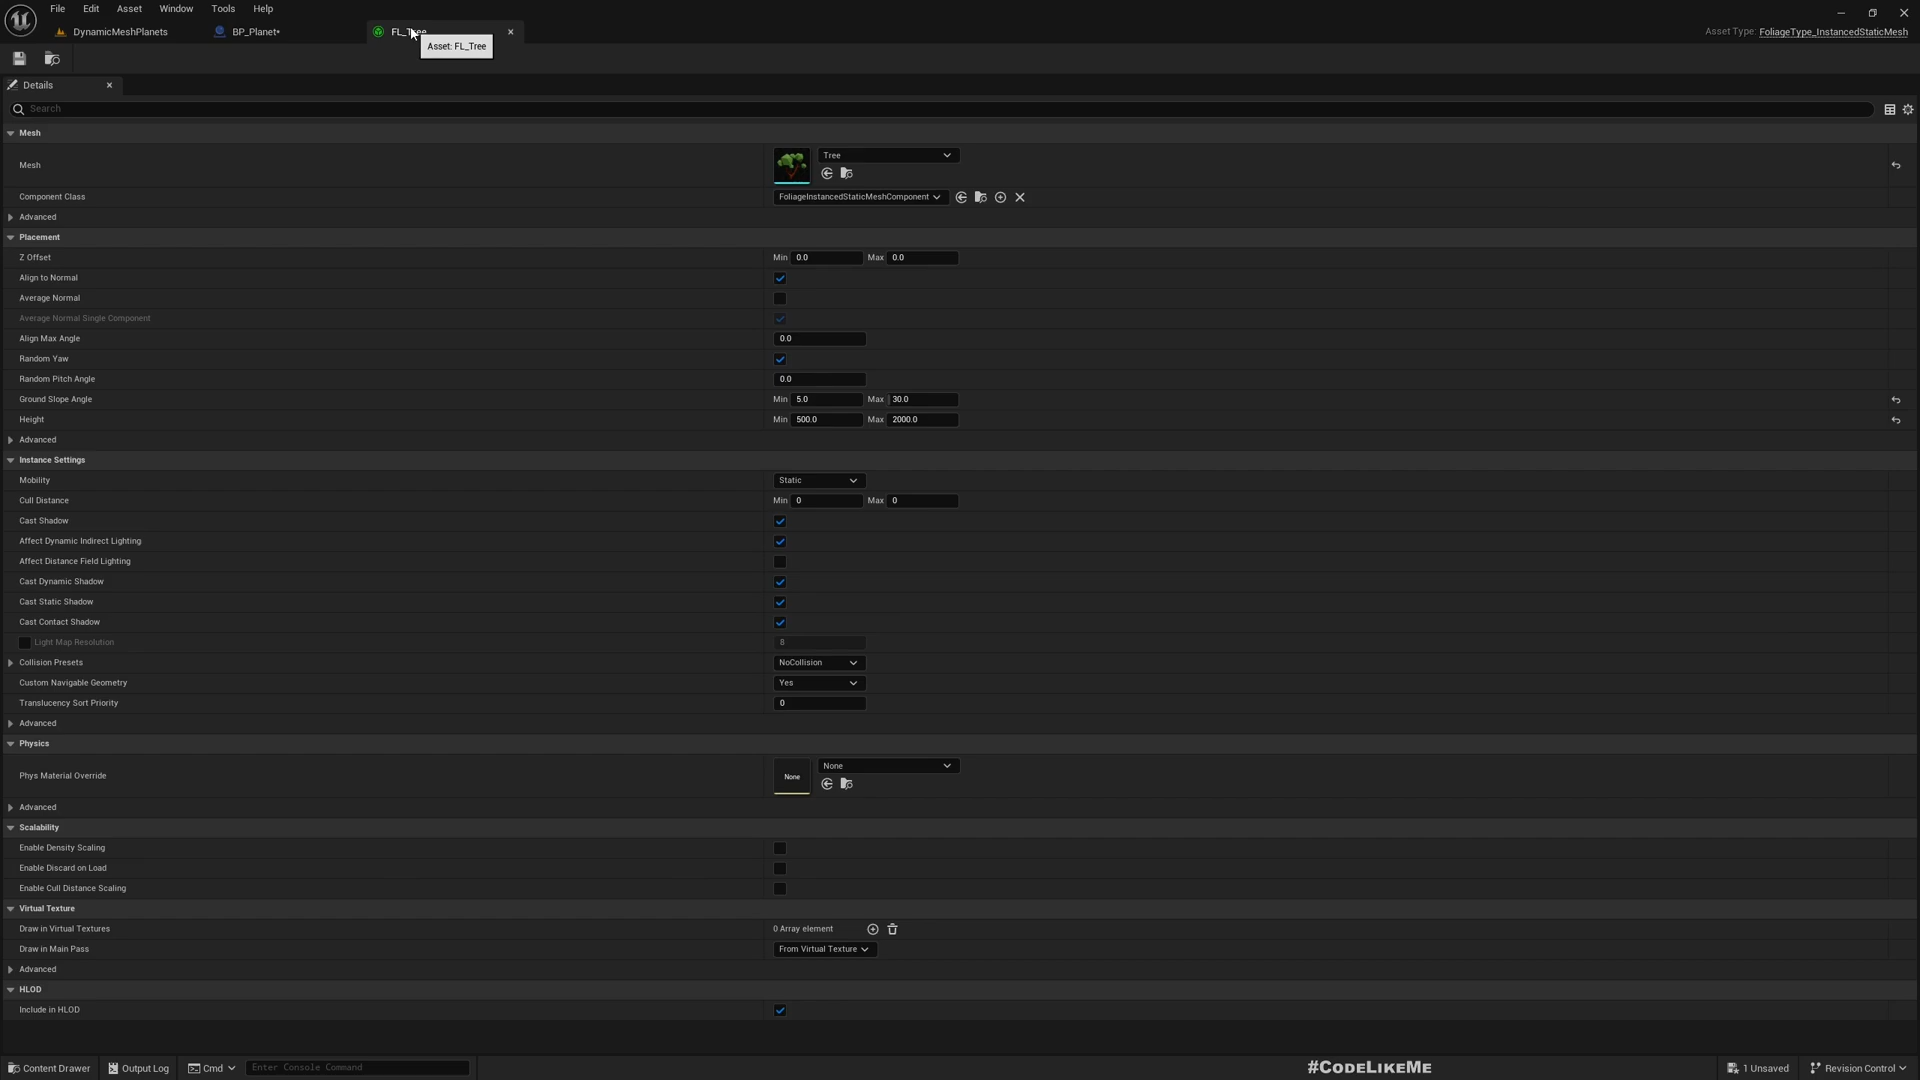 File Edit Asset Window Tools Help
DynamicMeshPlanets BP_Planet• FL_Tree
Asset Type: FoliageType_InstancedStaticMesh
Asset: FL_Tree
Details
Search
Mesh
Mesh Tree
Component Class FoliageInstancedStaticMeshComponent
Advanced
Placement
Z Offset Min 0.0 Max 0.0
Align to Normal
Average Normal
Average Normal Single Component
Align Max Angle 0.0
Random Yaw
Random Pitch Angle 0.0
Ground Slope Angle Min 5.0 Max 30.0
Height Min 500.0 Max 2000.0
Advanced
Instance Settings
Mobility Static
Cull Distance Min 0 Max 0
Cast Shadow
Affect Dynamic Indirect Lighting
Affect Distance Field Lighting
Cast Dynamic Shadow
Cast Static Shadow
Cast Contact Shadow
Light Map Resolution 8
Collision Presets NoCollision
Custom Navigable Geometry Yes
Translucency Sort Priority 0
Advanced
Physics
Phys Material Override None None
Advanced
Scalability
Enable Density Scaling
Enable Discard on Load
Enable Cull Distance Scaling
Virtual Texture
Draw in Virtual Textures 0 Array element
Draw in Main Pass From Virtual Texture
Advanced
HLOD
Include in HLOD
Content Drawer Output Log Cmd Enter Console Command #CODELIKEME 1 Unsaved Revision Control